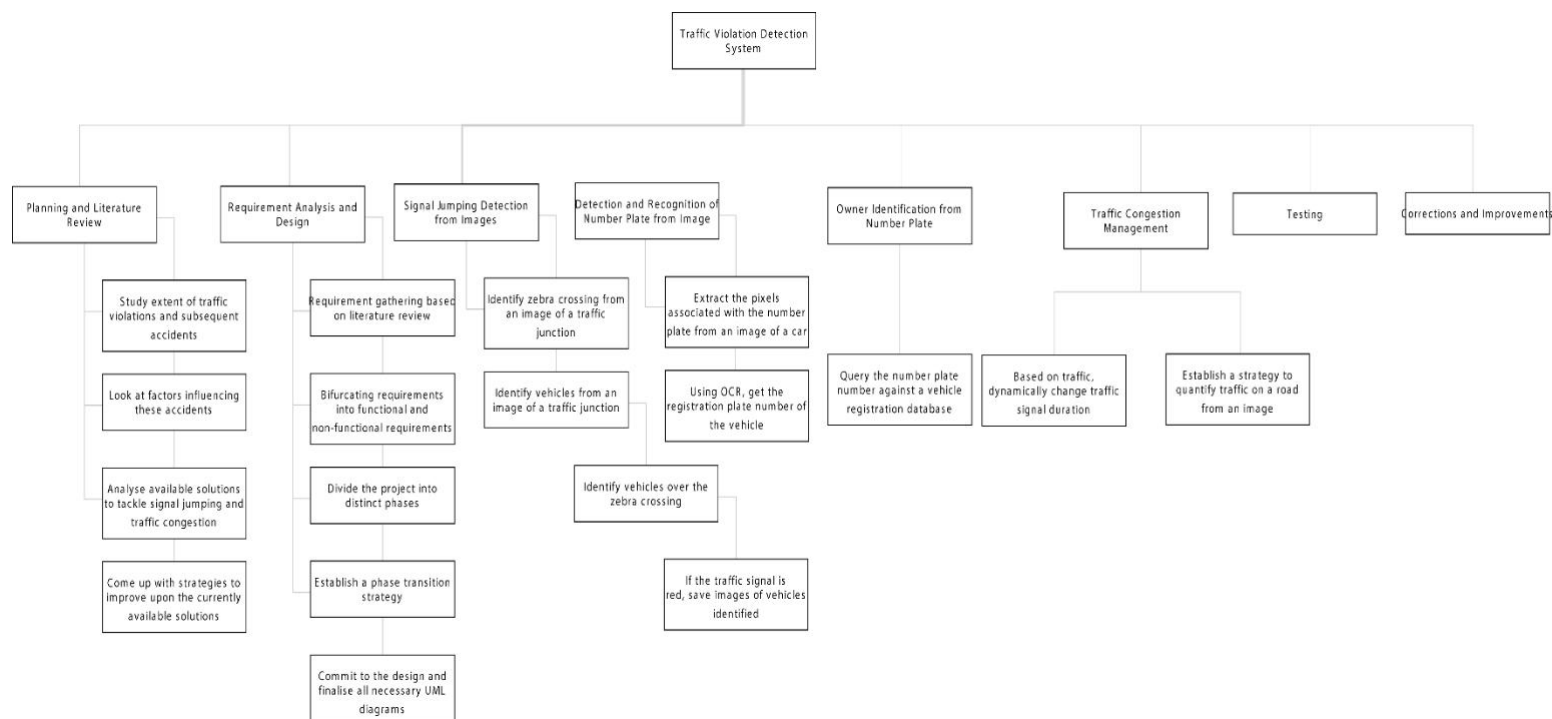 Traffic Violation Detection
System
Planning and Literature
Review
Requirement Analysis and
Design
Signal Jumping Detection
from Images
Detection and Recognition of
Number Plate from Image
Owner Identification from
Number Plate
Traffic Congestion
Management
Testing
Corrections and Improvements
Study extent of traffic
violations and subsequent
accidents
Look at factors influencing
these accidents
Analyse available solutions
to tackle signal jumping and
traffic congestion
Come up with strategies to
improve upon the currently
available solutions
Requirement gathering based
on literature review
Bifurcating requirements
into functional and
non-functional requirements
Divide the project into
distinct phases
Establish a phase transition
strategy
Commit to the design and
finalise all necessary UML
diagrams
Identify zebra crossing from
an image of a traffic
junction
Identify vehicles from an
image of a traffic junction
Identify vehicles over the
zebra crossing
If the traffic signal is
red, save images of vehicles
identified
Extract the pixels
associated with the number
plate from an image of a car
Using OCR, get the
registration plate number of
the vehicle
Query the number plate
number against a vehicle
registration database
Based on traffic,
dynamically change traffic
signal duration
Establish a strategy to
quantify traffic on a road
from an image